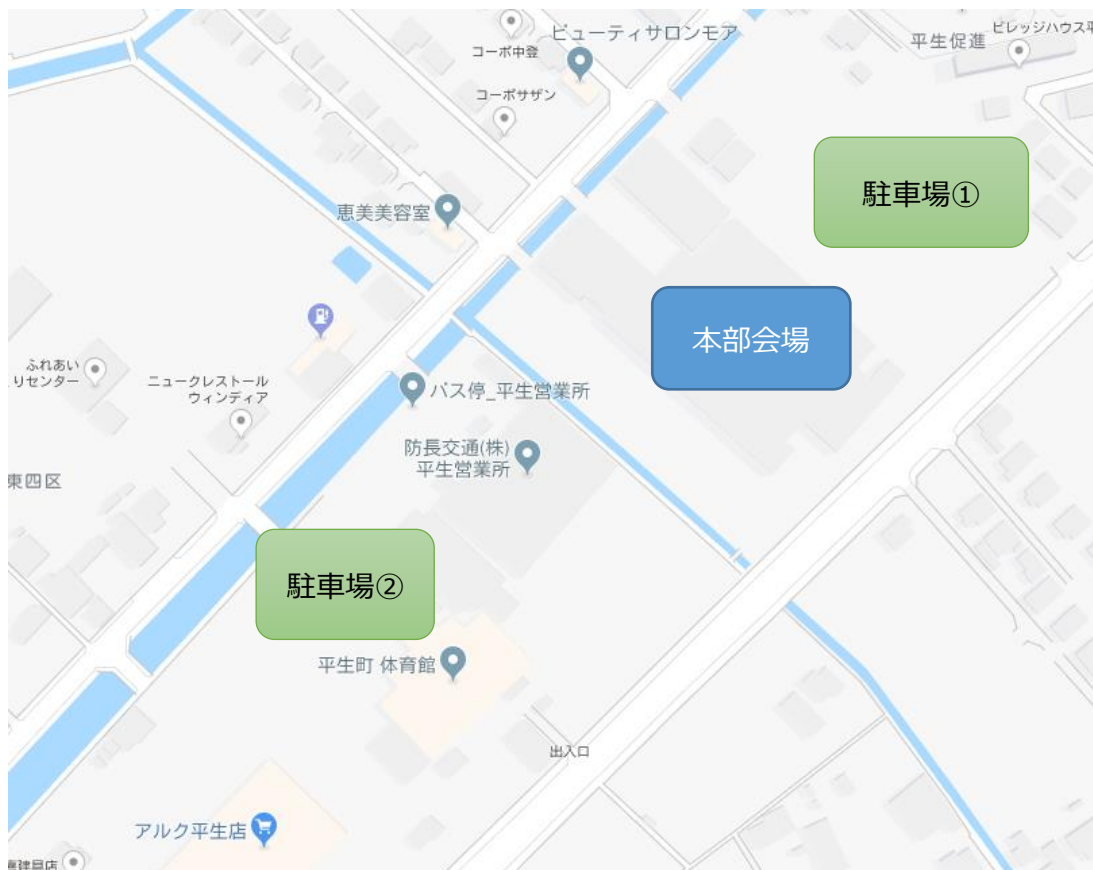 コーポ中登
ビューティサロンモア
平生促進
ビレッジハウス平
コーポサザン
駐車場①
恵美美容室
本部会場
ふれあい
りセンター
ニュークレストール
ウィンディア
バス停_平生営業所
防長交通(株)
平生営業所
東四区
駐車場②
平生町 体育館
出入口
アルク平生店
建具店